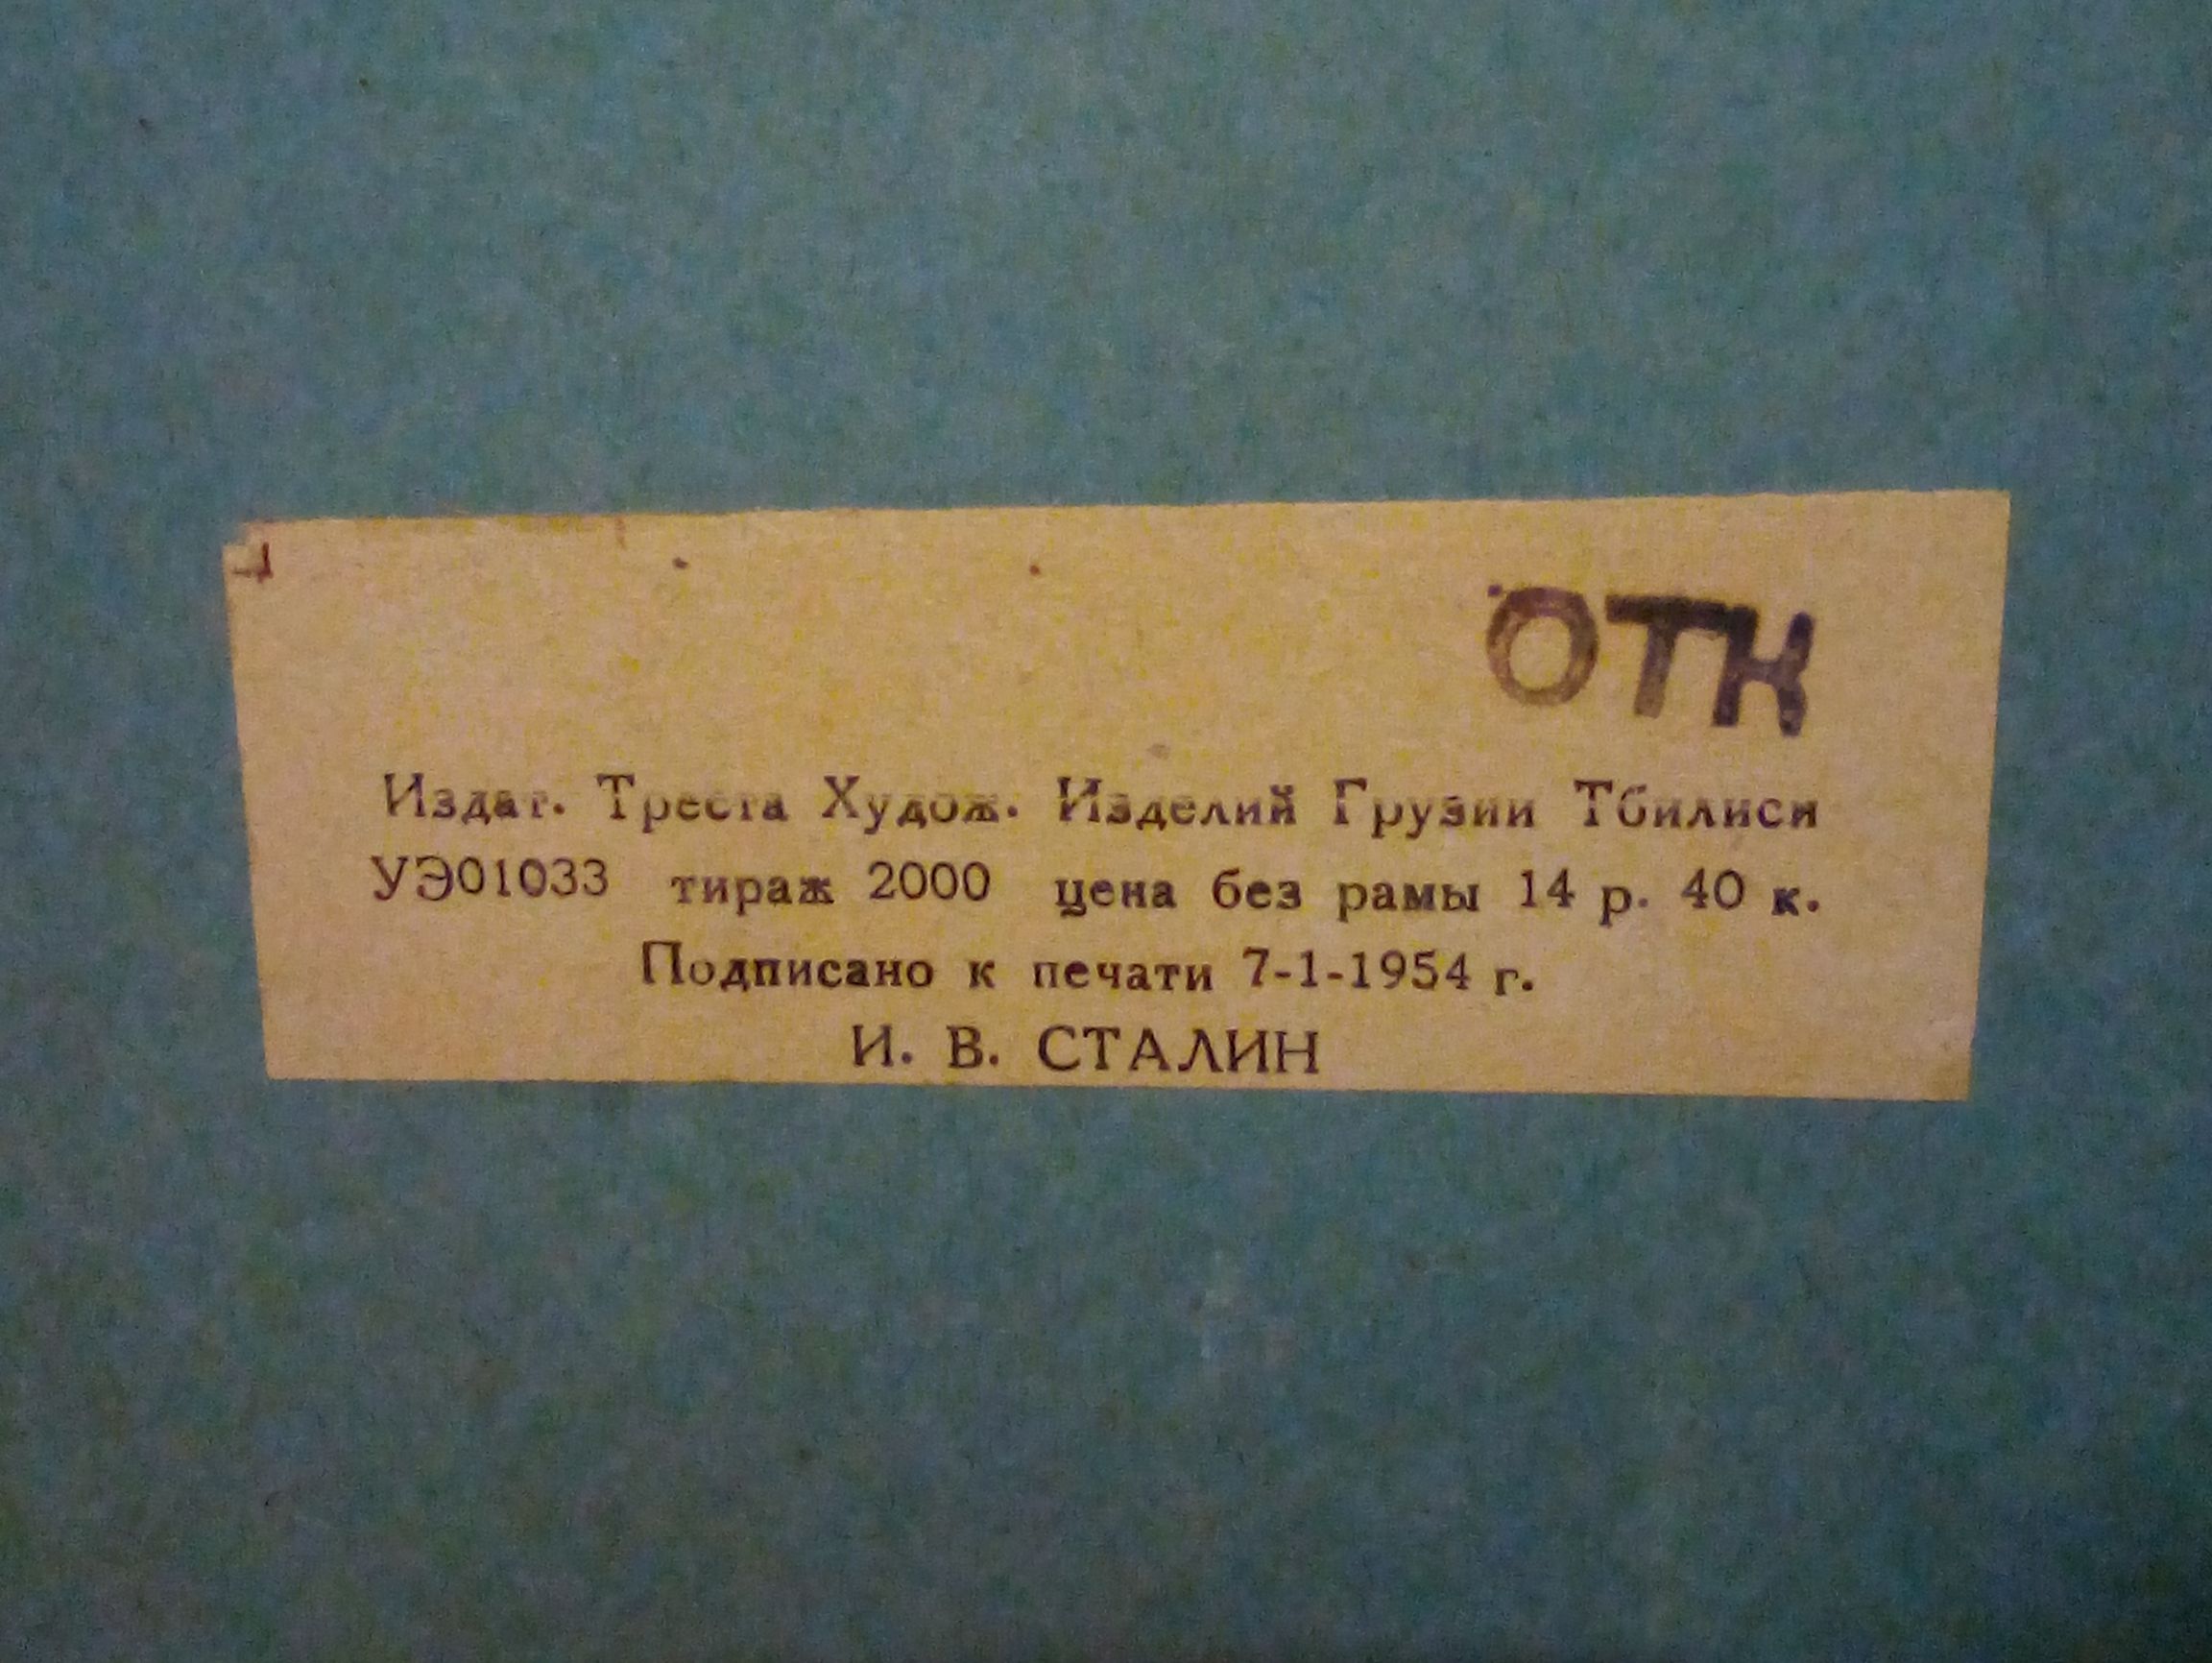 ОТК
Издат. Треста Худож. Изделий Грузии Тбилиси
УЭ01033 тираж 2000 цена без рамы 14 р. 40 к.
Подписано к печати 7-1-1954 г.
И. В. СТАЛИН